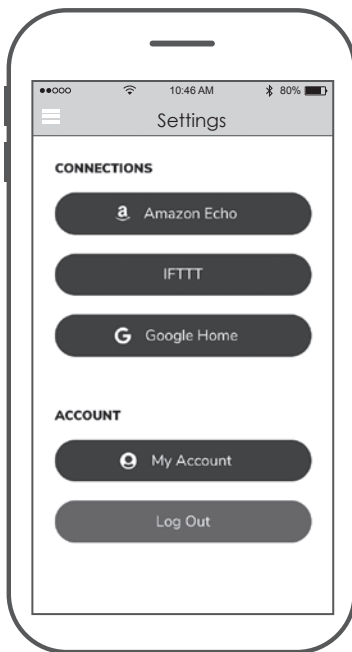 10:46 AM 80%
Settings
CONNECTIONS
a Amazon Echo
IFTTT
G Google Home
ACCOUNT
My Account
Log Out